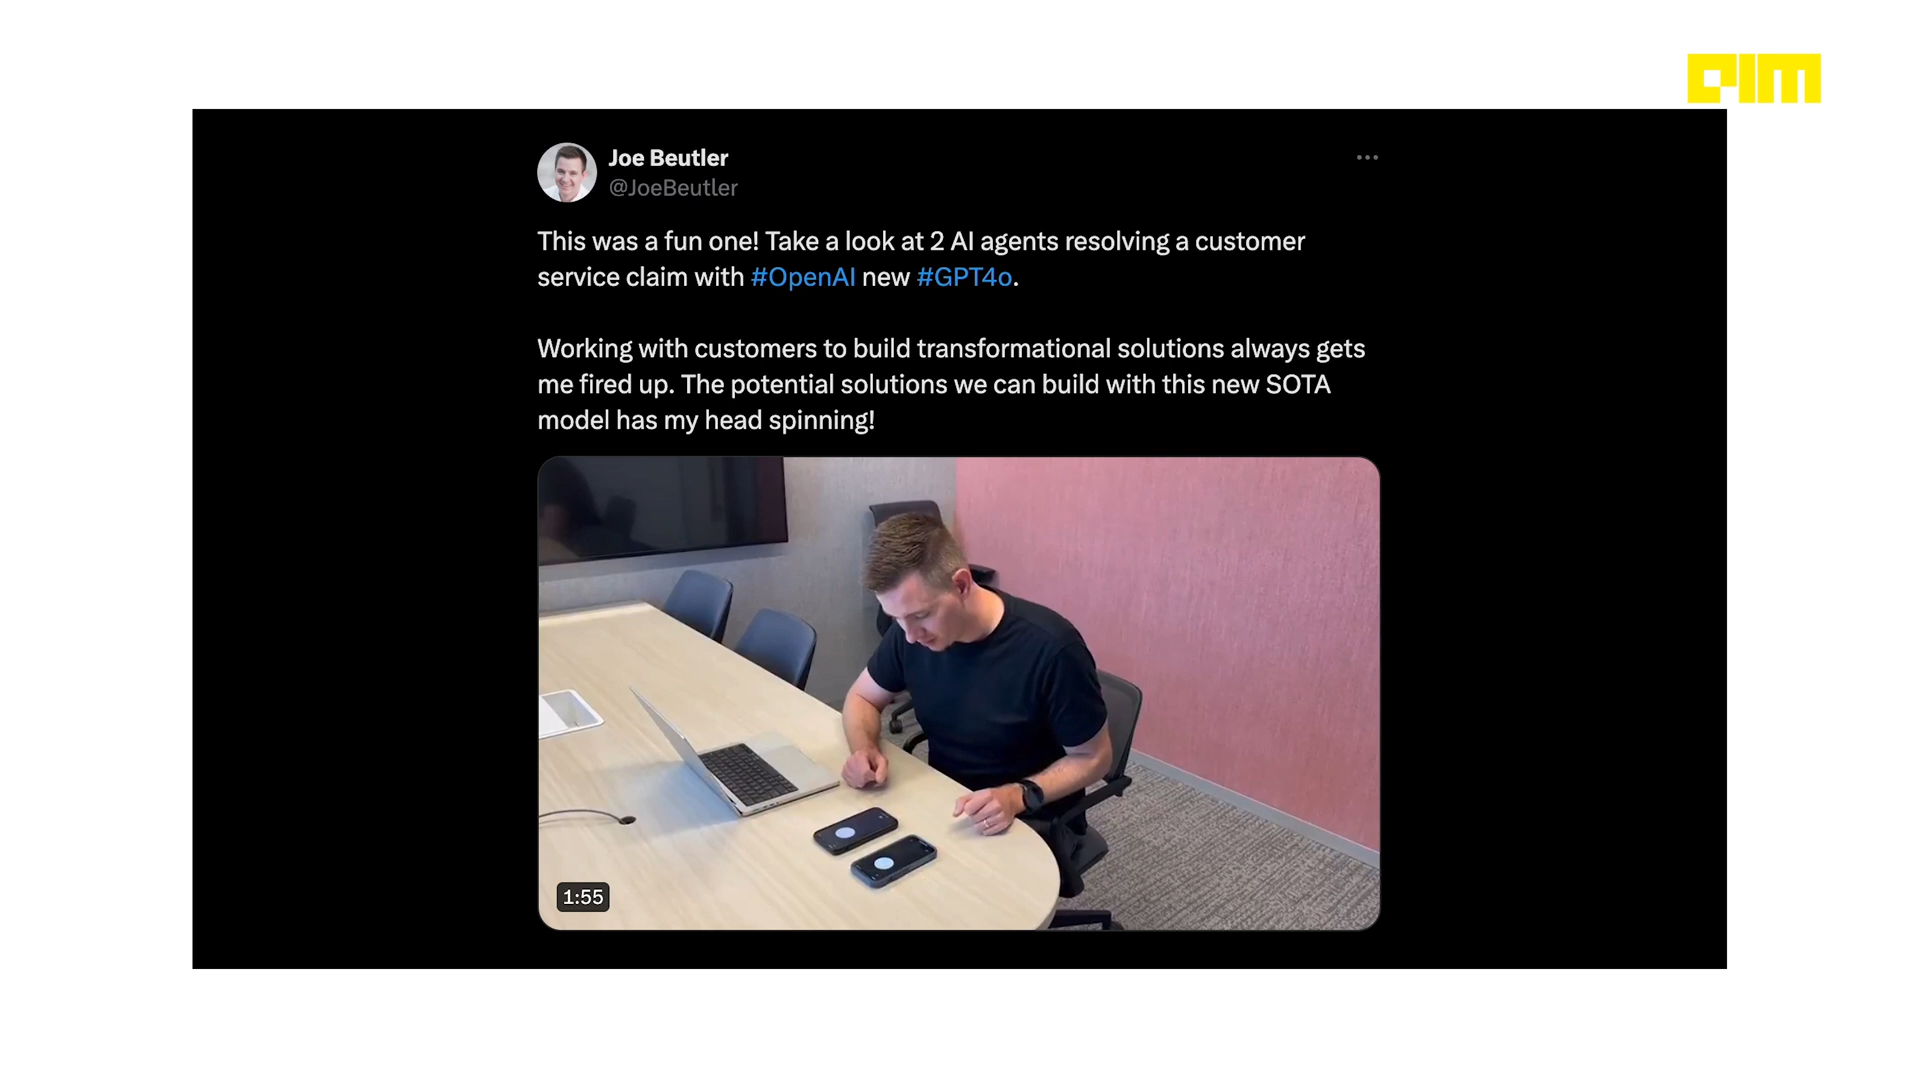 AIM
Joe Beutler
@JoeBeutler
This was a fun one! Take a look at 2 AI agents resolving a customer
service claim with #OpenAI new #GPT4o.
Working with customers to build transformational solutions always gets
me fired up. The potential solutions we can build with this new SOTA
model has my head spinning!
1:55